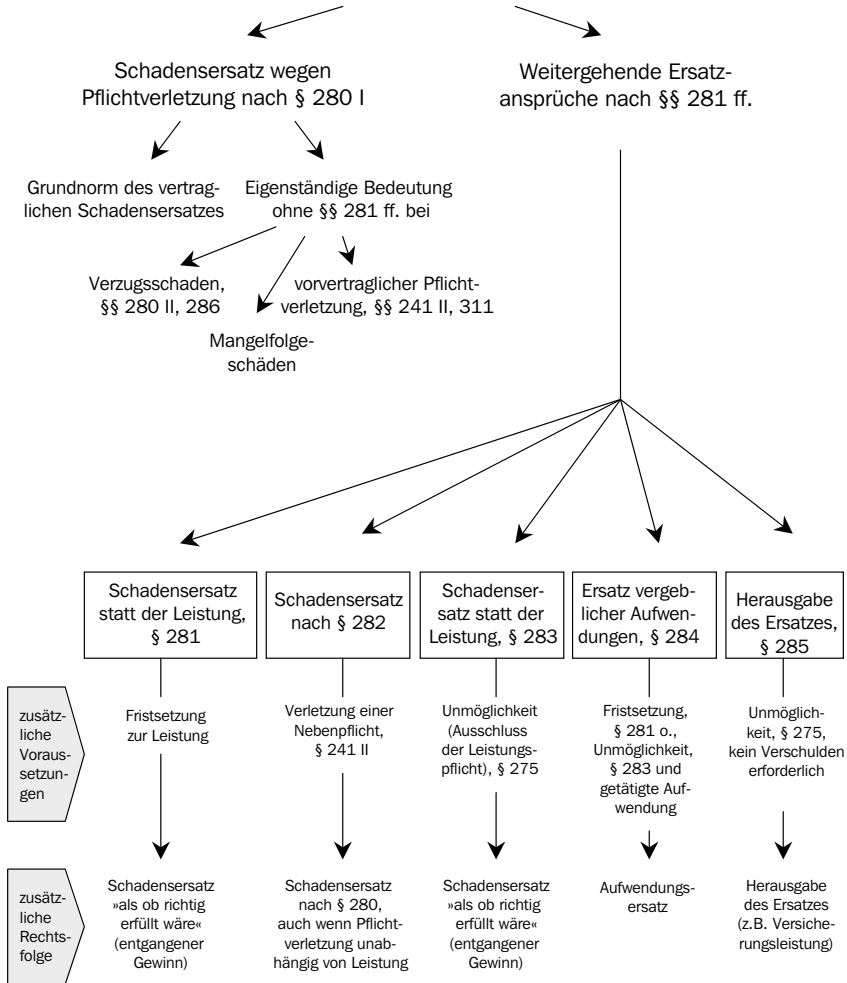 Schadensersatz wegen
Pflichtverletzung nach § 280 I
Weitergehende Ersatz-
ansprüche nach §§ 281 ff.
Grundnorm des vertrag-
lichen Schadensersatzes
Eigenständige Bedeutung
ohne §§ 281 ff. bei
Verzugsschaden,
§§ 280 II, 286
vorvertraglicher Pflicht-
verletzung, §§ 241 II, 311
Mangelfolge-
schäden
Schadensersatz
statt der Leistung,
§ 281
Schadensersatz
nach § 282
Schadenser-
satz statt der
Leistung, § 283
Ersatz vergeb-
licher Aufwen-
dungen, § 284
Herausgabe
des Ersatzes,
§ 285
zusätz-
liche
Voraus-
setzun-
gen
Fristsetzung
zur Leistung
Verletzung einer
Nebenpflicht,
§ 241 II
Unmöglichkeit
(Ausschluss
der Leistungs-
pflicht), § 275
Fristsetzung,
§ 281 o.,
Unmöglichkeit,
§ 283 und
getätigte Auf-
wendung
Unmöglich-
keit, § 275,
kein Verschulden
erforderlich
zusätz-
liche
Rechts-
folge
Schadensersatz
»als ob richtig
erfüllt wäre«
(entgangener
Gewinn)
Schadensersatz
nach § 280,
auch wenn Pflicht-
verletzung unab-
hängig von Leistung
Schadensersatz
»als ob richtig
erfüllt wäre«
(entgangener
Gewinn)
Aufwendungs-
ersatz
Herausgabe
des Ersatzes
(z.B. Versiche-
rungsleistung)